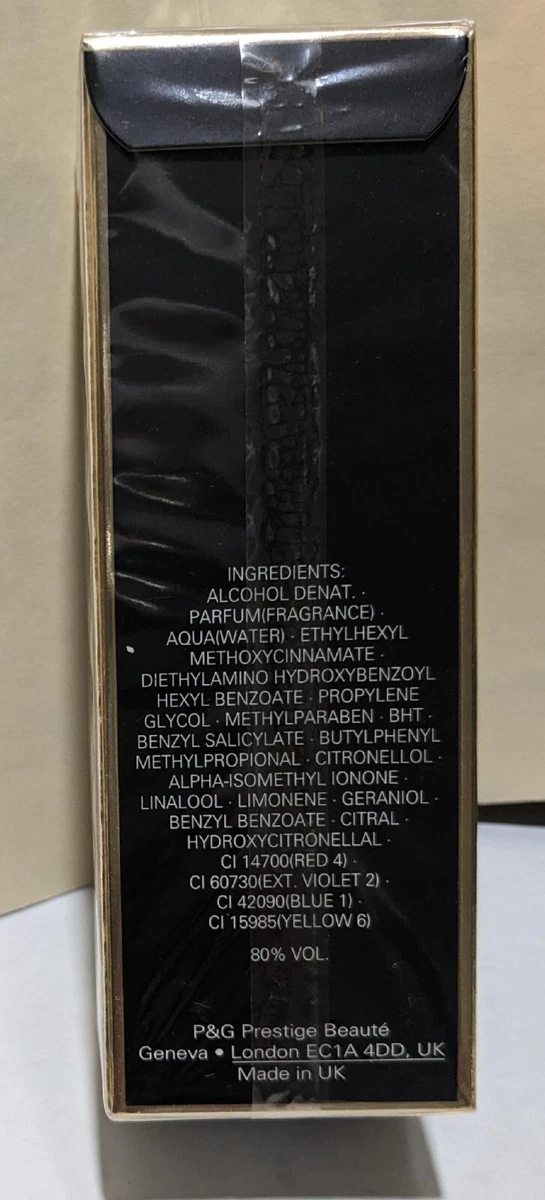 INGREDIENTS:
ALCOHOL DENAT. ·
PARFUM(FRAGRANCE) ·
AQUA(WATER) · ETHYLHEXYL
METHOXYCINNAMATE ·
DIETHYLAMINO HYDROXYBENZOYL
HEXYL BENZOATE · PROPYLENE
GLYCOL · METHYLPARABEN · BHT ·
BENZYL SALICYLATE · BUTYLPHENYL
METHYLPROPIONAL · CITRONELLOL ·
ALPHA-ISOMETHYL IONONE ·
LINALOOL · LIMONENE · GERANIOL ·
BENZYL BENZOATE · CITRAL ·
HYDROXYCITRONELLAL ·
CI 14700(RED 4) ·
CI 60730(EXT. VIOLET 2) ·
CI 42090(BLUE 1) ·
CI 15985(YELLOW 6)
80% VOL.
P&G Prestige Beauté
Geneva • London EC1A 4DD, UK
Made in UK